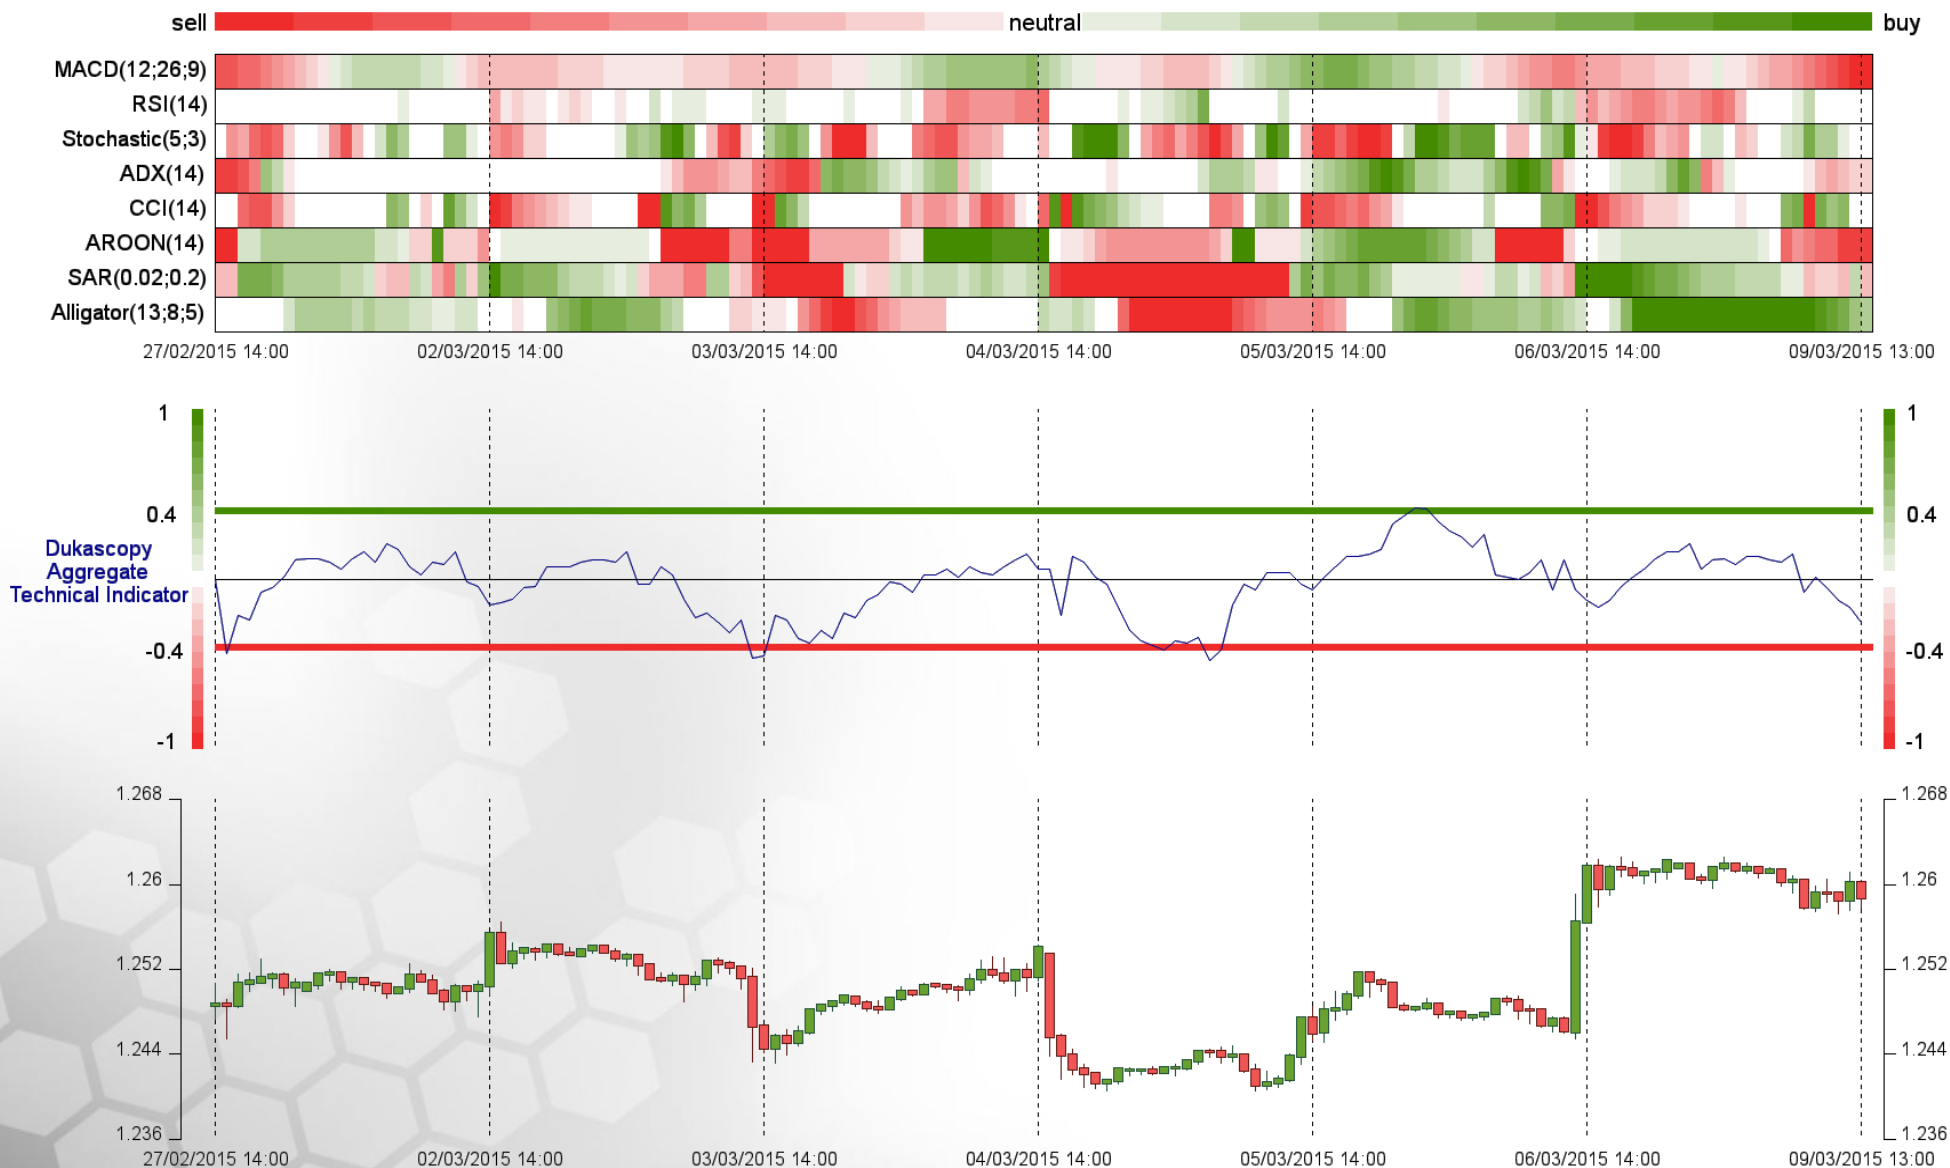 sell neutral buy
MACD(12;26;9)
RSI(14)
Stochastic(5;3)
ADX(14)
CCI(14)
AROON(14)
SAR(0.02;0.2)
Alligator(13;8;5)
27/02/2015 14:00 02/03/2015 14:00 03/03/2015 14:00 04/03/2015 14:00 05/03/2015 14:00 06/03/2015 14:00 09/03/2015 13:00
1 1
0.4 0.4
Dukascopy
Aggregate
Technical Indicator
-0.4 -0.4
-1 -1
1.268 1.268
1.26 1.26
1.252 1.252
1.244 1.244
1.236 1.236
27/02/2015 14:00 02/03/2015 14:00 03/03/2015 14:00 04/03/2015 14:00 05/03/2015 14:00 06/03/2015 14:00 09/03/2015 13:00